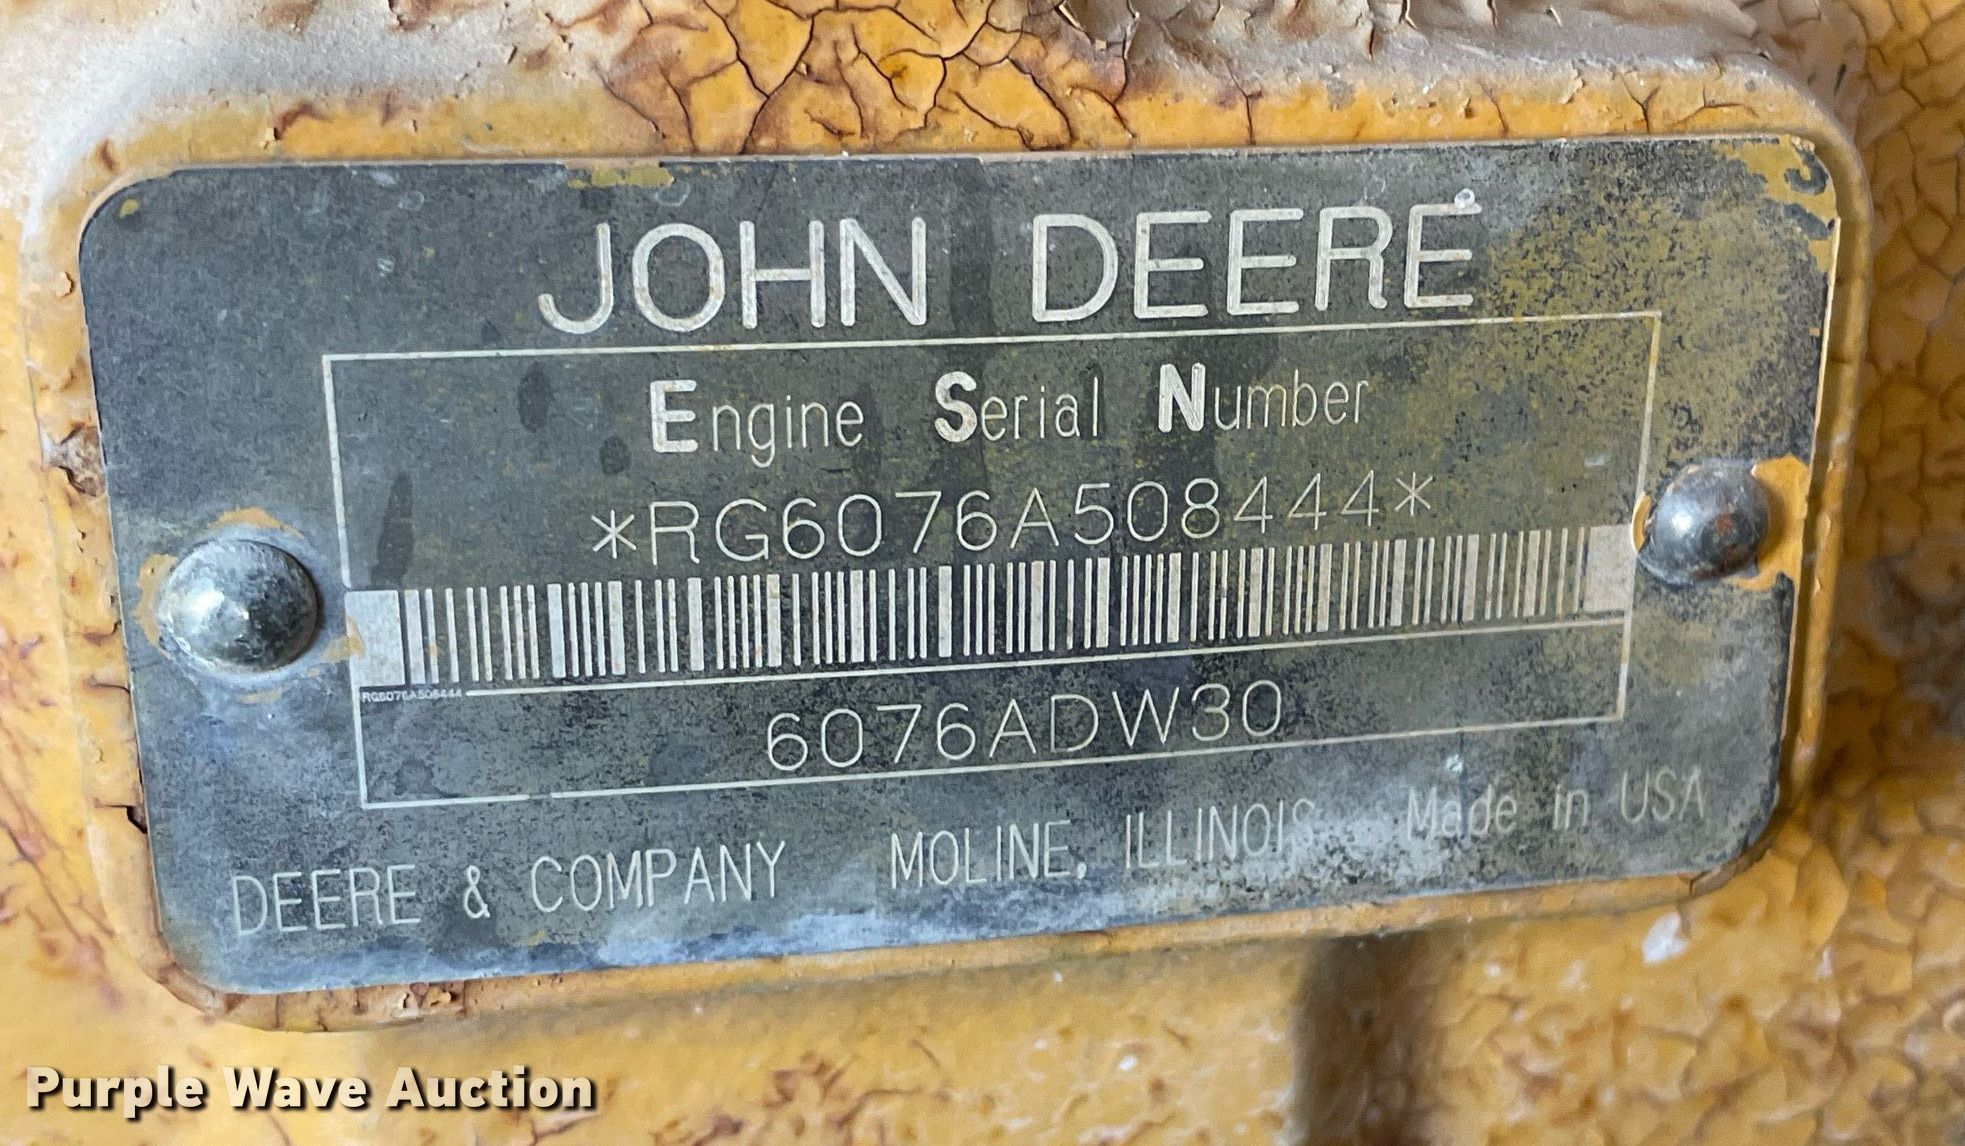 JOHN DEERE
Engine Serial Number
*RG6076A508444*
RG6076A508444
6076ADW30
DEERE & COMPANY MOLINE, ILLINOIS Made in USA
Purple Wave Auction